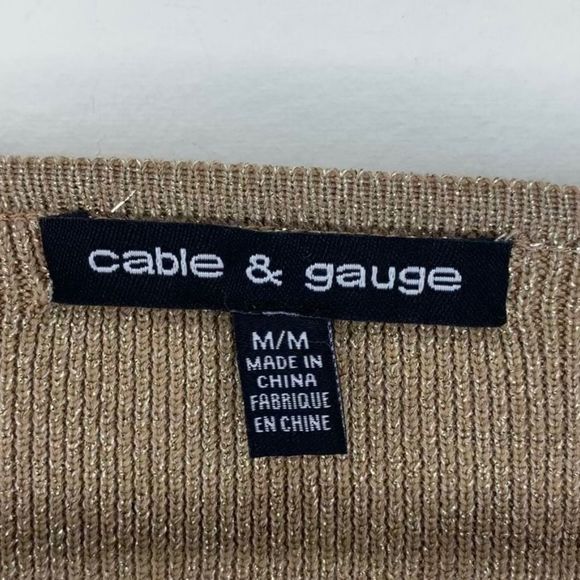 cable & gauge
M/M
MADE IN
CHINA
FABRIQUE
EN CHINE